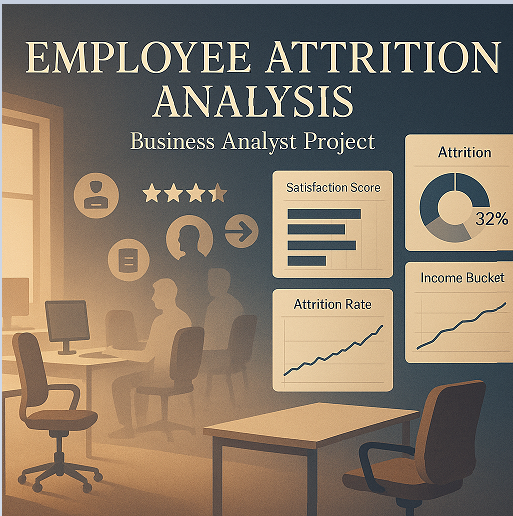 EMPLOYEE ATTRITION
ANALYSIS
Business Analyst Project
Satisfaction Score
Attrition
32%
Attrition Rate
Income Bucket